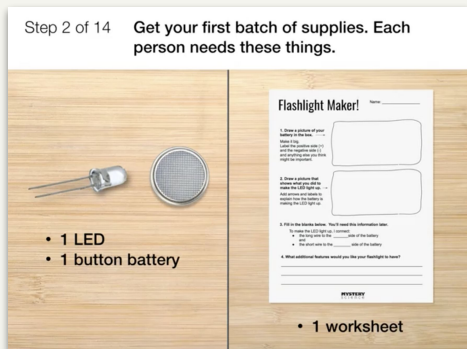 Step 2 of 14
Get your first batch of supplies. Each
person needs these things.
• 1 LED
• 1 button battery
Flashlight Maker!
Name
1. Draw a picture of your
battery in the box.
Make it big.
Label the positive side (+)
and the negative side (-)
and anything else you think
might be important.
2. Draw a picture that
shows what you did to
make the LED light up.
Add arrows and labels to
explain how the battery is
making the LED light up.
3. Fill in the blanks below. You'll need this information later.
To make the LED light up, I connect:
• the long wire to the ______ side of the battery
and
• the short wire to the ______ side of the battery
4. What additional features would you like your flashlight to have?
MYSTERY
SCIENCE
• 1 worksheet